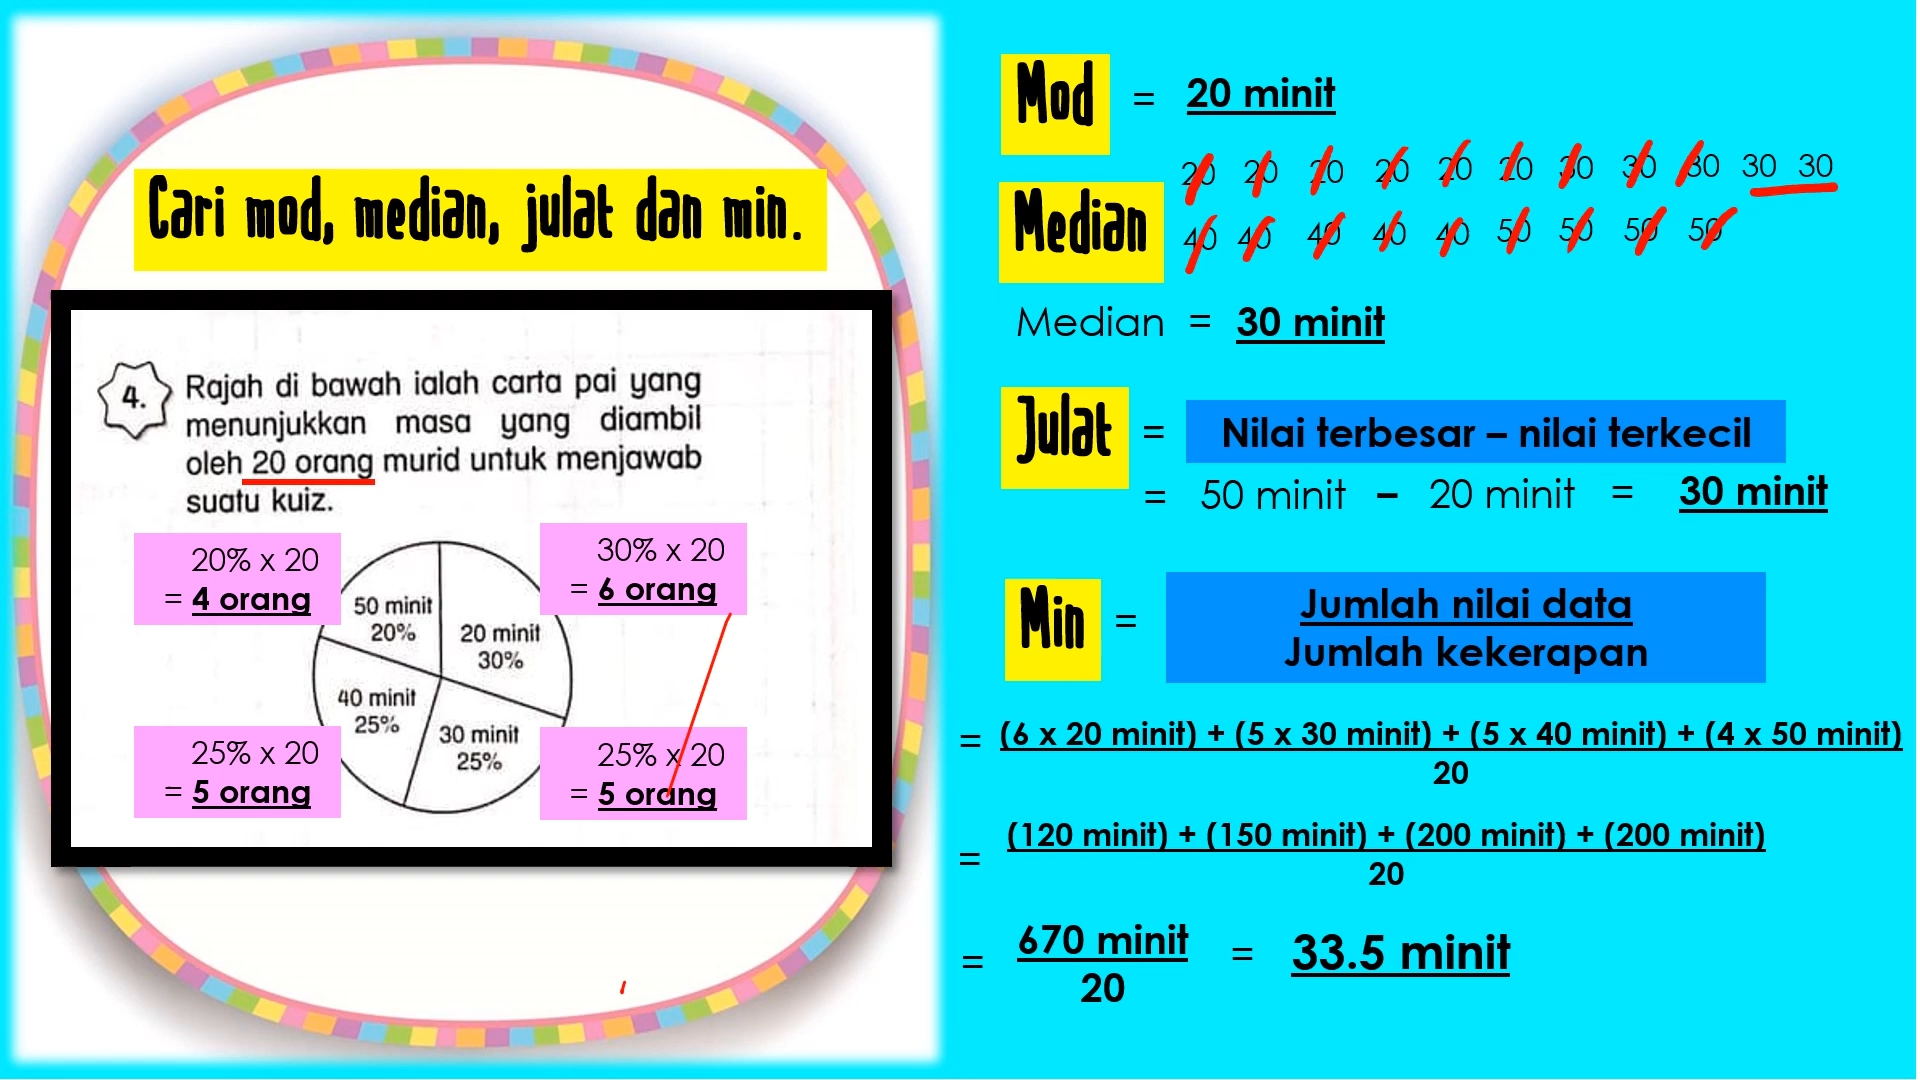 Cari mod, median, julat dan min.
4. Rajah di bawah ialah carta pai yang
menunjukkan masa yang diambil
oleh 20 orang murid untuk menjawab
suatu kuiz.
20% x 20
= 4 orang
30% x 20
= 6 orang
50 minit
20%
20 minit
30%
40 minit
25%
30 minit
25%
25% x 20
= 5 orang
25% x 20
= 5 orang
Mod = 20 minit
20 20 20 20 20 20 30 30 30 30 30
Median
40 40 40 40 40 50 50 50 50
Median = 30 minit
Julat = Nilai terbesar – nilai terkecil
= 50 minit – 20 minit = 30 minit
Min =
Jumlah nilai data
Jumlah kekerapan
= (6 x 20 minit) + (5 x 30 minit) + (5 x 40 minit) + (4 x 50 minit)
20
= (120 minit) + (150 minit) + (200 minit) + (200 minit)
20
= 670 minit = 33.5 minit
20